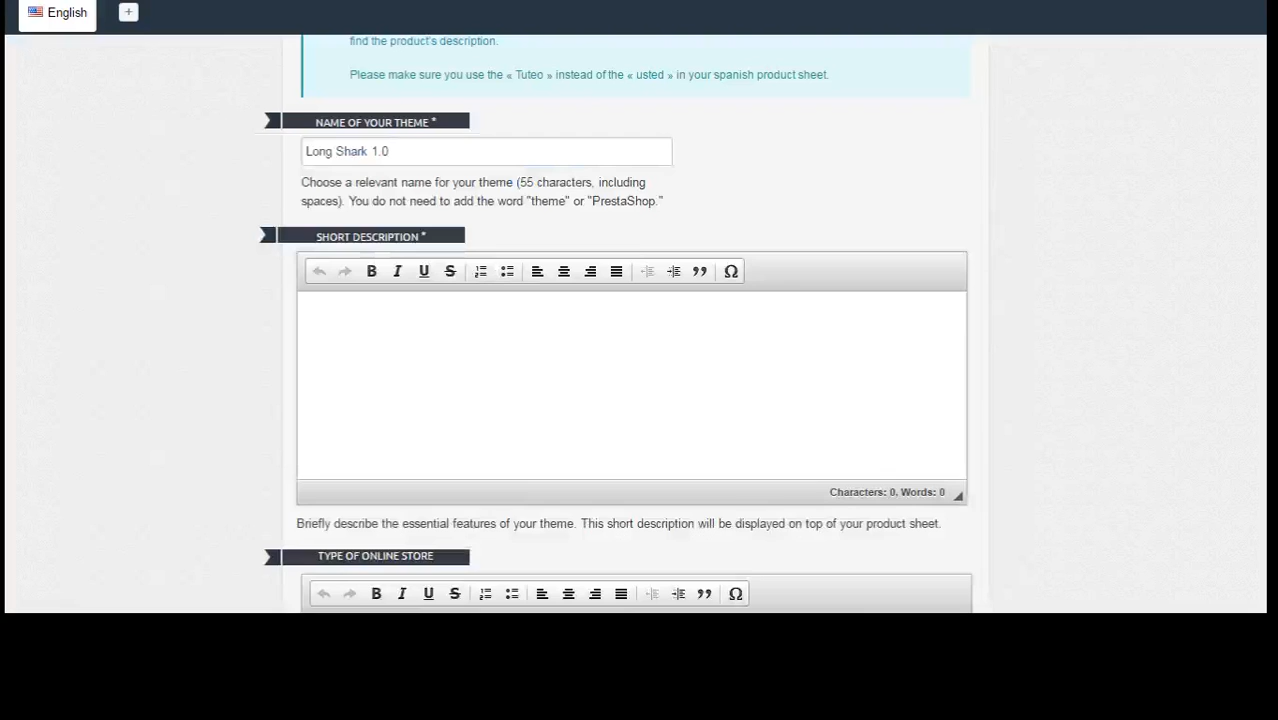 English
+
find the product's description.
Please make sure you use the « Tuteo » instead of the « usted » in your spanish product sheet.
NAME OF YOUR THEME *
Long Shark 1.0
Choose a relevant name for your theme (55 characters, including
spaces). You do not need to add the word "theme" or "PrestaShop."
SHORT DESCRIPTION *
B I U S Ω
Characters: 0, Words: 0
Briefly describe the essential features of your theme. This short description will be displayed on top of your product sheet.
TYPE OF ONLINE STORE
B I U S Ω